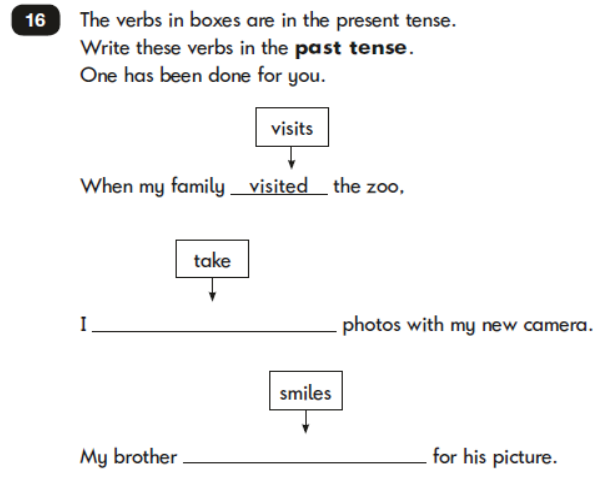 16 The verbs in boxes are in the present tense.
Write these verbs in the past tense.
One has been done for you.
visits
When my family visited the zoo,
take
I ______ photos with my new camera.
smiles
My brother ______ for his picture.